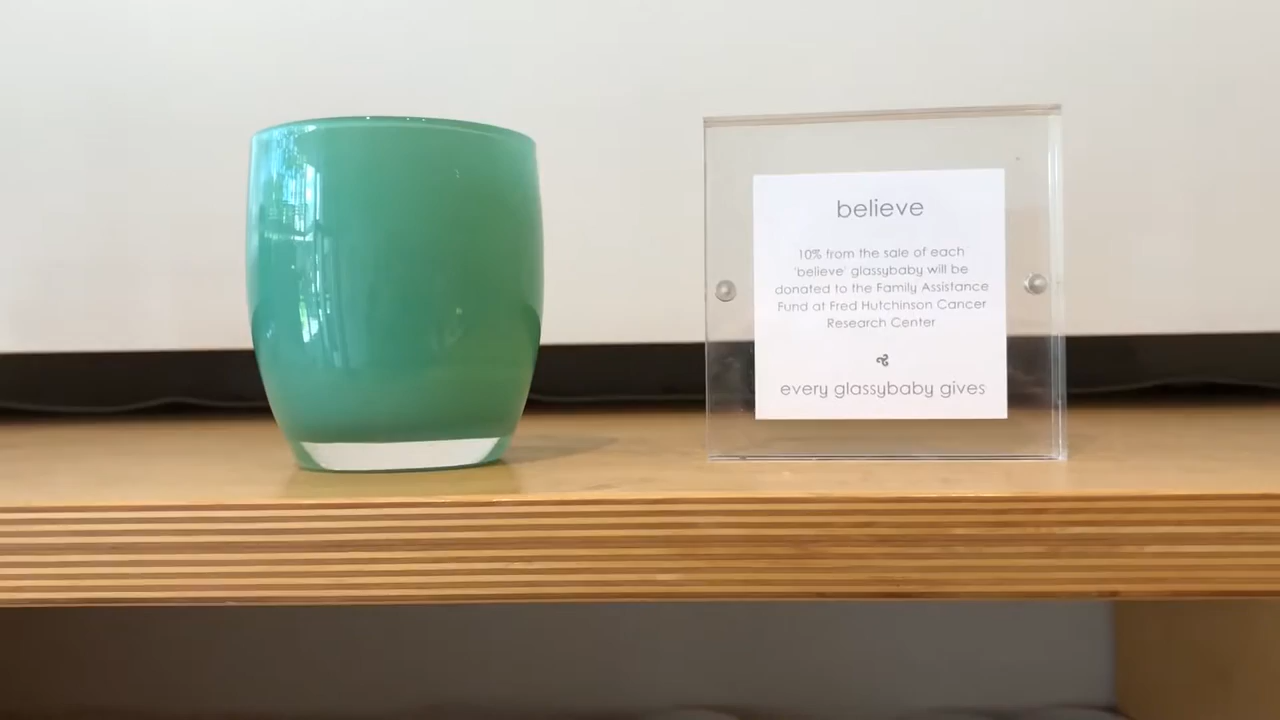 believe
10% from the sale of each
'believe' glassybaby will be
donated to the Family Assistance
Fund at Fred Hutchinson Cancer
Research Center
every glassybaby gives